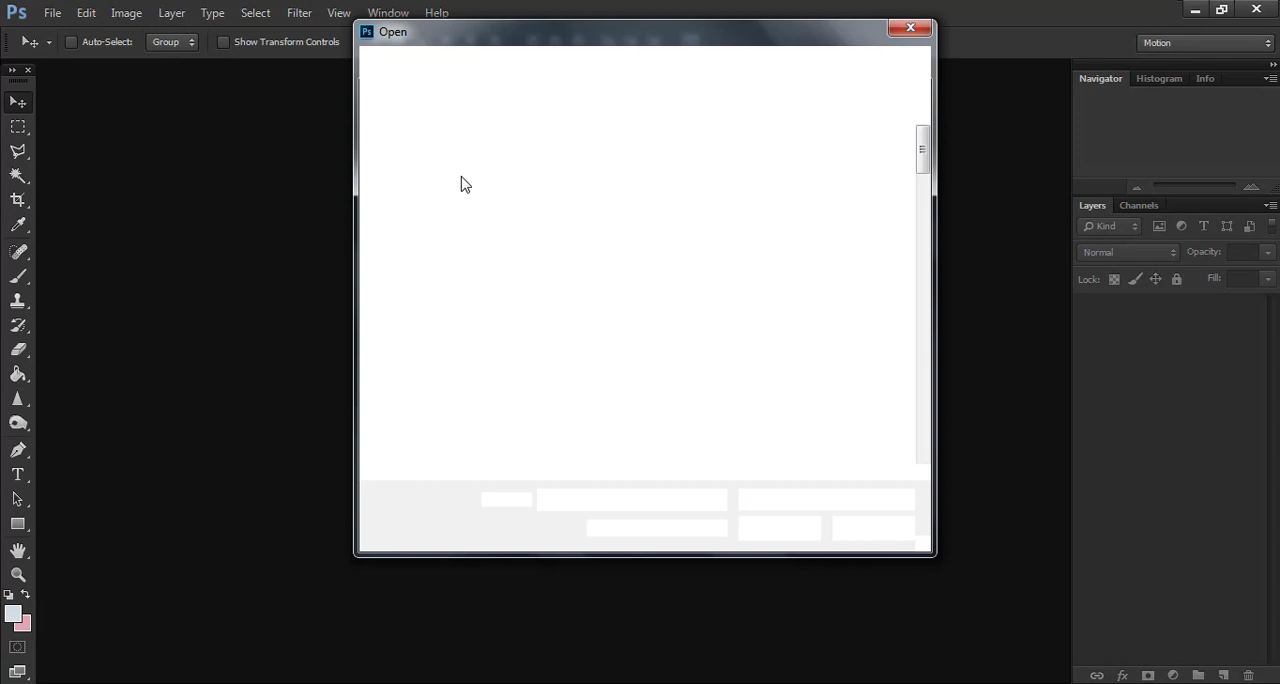 Ps File Edit Image Layer Type Select Filter View Window Help
Auto-Select: Group Show Transform Controls Motion
Ps Open
Navigator Histogram Info
Layers Channels
Kind T
Normal Opacity:
Lock: Fill:
T